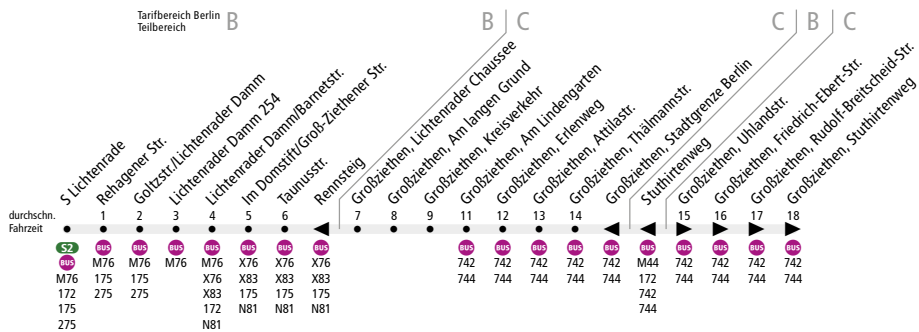 Tarifbereich Berlin
Teilbereich
B
B
C
C
B
C
S Lichtenrade
Rehagener Str.
Goltzstr./Lichtenrader Damm
Lichtenrader Damm 254
Lichtenrader Damm/Barnetstr.
Im Domstift/Groß-Ziethener Str.
Taunusstr.
Rennsteig
Großziethen, Lichtenrader Chaussee
Großziethen, Am langen Grund
Großziethen, Kreisverkehr
Großziethen, Am Lindengarten
Großziethen, Erlenweg
Großziethen, Attilastr.
Großziethen, Thälmannstr.
Großziethen, Stadtgrenze Berlin
Stuthirtenweg
Großziethen, Uhlandstr.
Großziethen, Friedrich-Ebert-Str.
Großziethen, Rudolf-Breitscheid-Str.
Großziethen, Stuthirtenweg
durchschn. 1 2 3 4 5 6 7 8 9 11 12 13 14 15 16 17 18
Fahrzeit
S2 BUS BUS BUS BUS BUS BUS BUS BUS BUS BUS BUS BUS BUS BUS BUS BUS BUS
BUS M76 M76 M76 M76 X76 X76 X76 742 742 742 742 742 M44 742 742 742 742
M76 175 175 X76 X83 X83 X83 744 744 744 744 744 172 744 744 744 744
172 275 275 X83 175 175 175 742
175 172 N81 N81 N81 744
275 N81